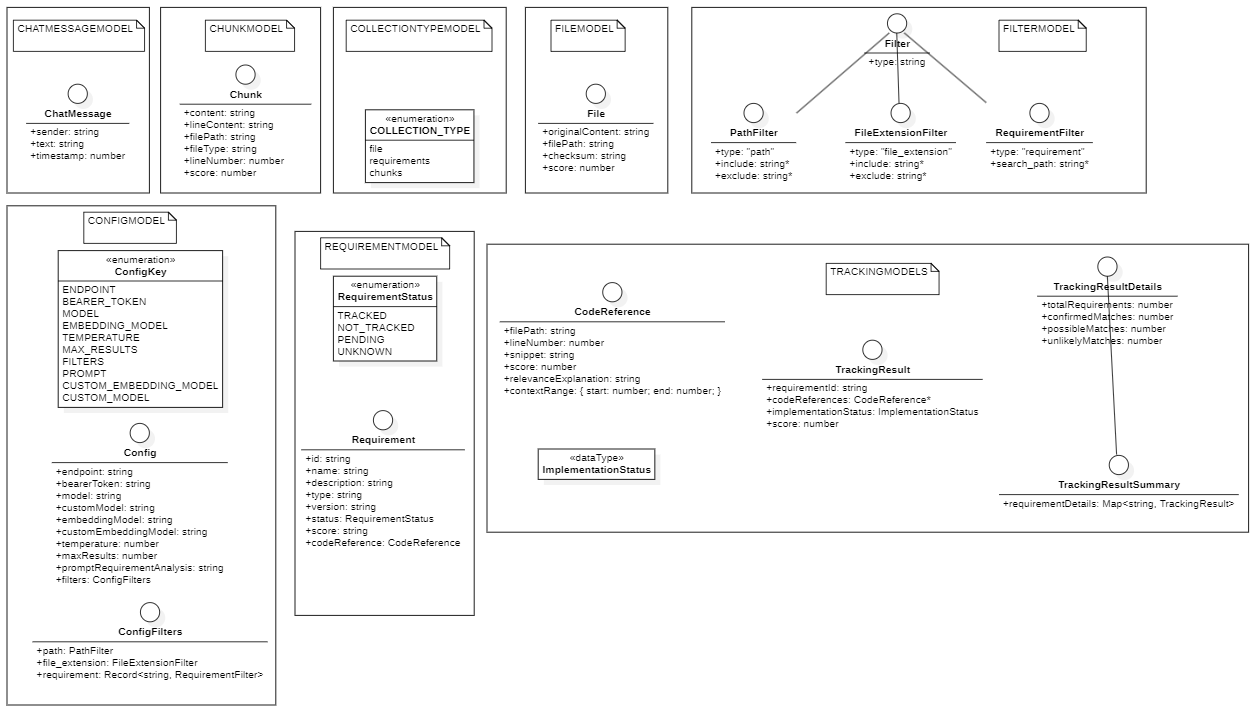 CHATMESSAGEMODEL
ChatMessage
+sender: string
+text: string
+timestamp: number
CHUNKMODEL
Chunk
+content: string
+lineContent: string
+filePath: string
+fileType: string
+lineNumber: number
+score: number
COLLECTIONTYPEMODEL
«enumeration»
COLLECTION_TYPE
file
requirements
chunks
FILEMODEL
File
+originalContent: string
+filePath: string
+checksum: string
+score: number
FILTERMODEL
Filter
+type: string
PathFilter
+type: "path"
+include: string*
+exclude: string*
FileExtensionFilter
+type: "file_extension"
+include: string*
+exclude: string*
RequirementFilter
+type: "requirement"
+search_path: string*
CONFIGMODEL
«enumeration»
ConfigKey
ENDPOINT
BEARER_TOKEN
MODEL
EMBEDDING_MODEL
TEMPERATURE
MAX_RESULTS
FILTERS
PROMPT
CUSTOM_EMBEDDING_MODEL
CUSTOM_MODEL
Config
+endpoint: string
+bearerToken: string
+model: string
+customModel: string
+embeddingModel: string
+customEmbeddingModel: string
+temperature: number
+maxResults: number
+promptRequirementAnalysis: string
+filters: ConfigFilters
ConfigFilters
+path: PathFilter
+file_extension: FileExtensionFilter
+requirement: Record<string, RequirementFilter>
REQUIREMENTMODEL
«enumeration»
RequirementStatus
TRACKED
NOT_TRACKED
PENDING
UNKNOWN
Requirement
+id: string
+name: string
+description: string
+type: string
+version: string
+status: RequirementStatus
+score: string
+codeReference: CodeReference
TRACKINGMODELS
CodeReference
+filePath: string
+lineNumber: number
+snippet: string
+score: number
+relevanceExplanation: string
+contextRange: { start: number; end: number; }
«dataType»
ImplementationStatus
TrackingResult
+requirementId: string
+codeReferences: CodeReference*
+implementationStatus: ImplementationStatus
+score: number
TrackingResultDetails
+totalRequirements: number
+confirmedMatches: number
+possibleMatches: number
+unlikelyMatches: number
TrackingResultSummary
+requirementDetails: Map<string, TrackingResult>